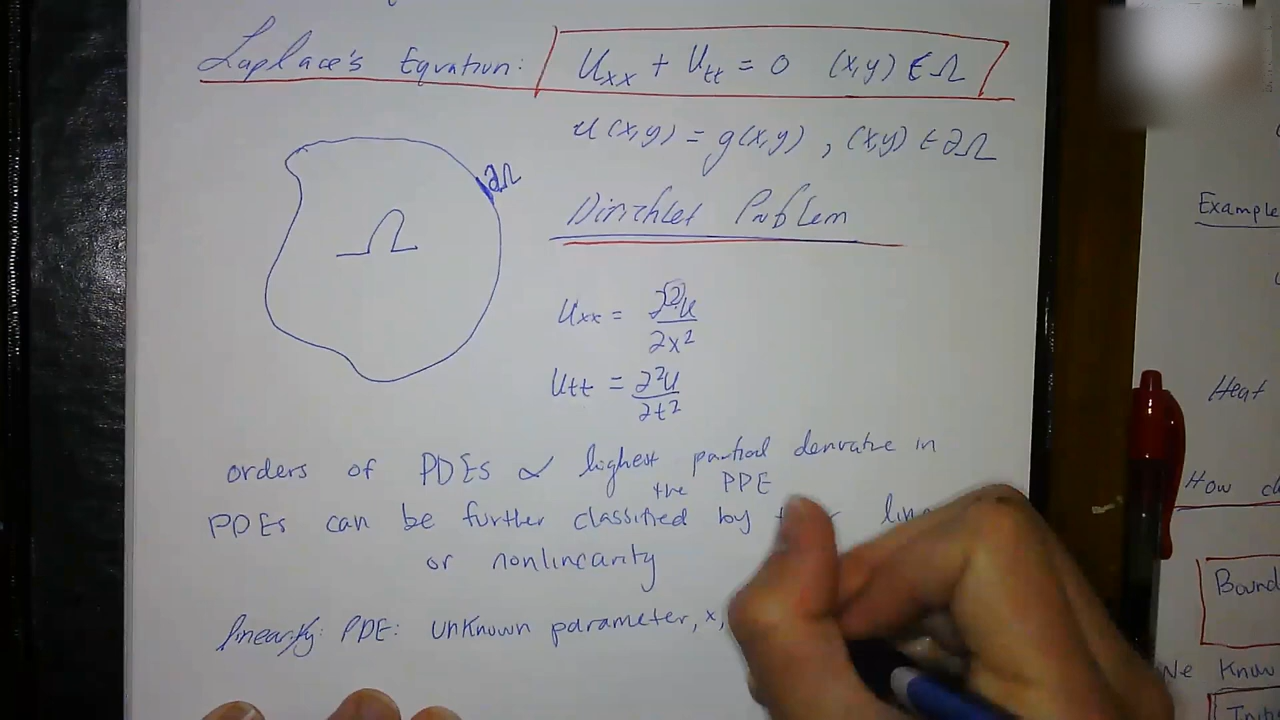 Laplace's Equation: Uxx + Utt = 0 (x,y) ∈ Ω
u(x,y) = g(x,y), (x,y) ∈ ∂Ω
∂Ω
Ω
Dirichlet Problem
Uxx = ∂²u/∂x²
Utt = ∂²u/∂t²
orders of PDEs ∝ highest partial derivative in
the PDE
PDEs can be further classified by
or nonlinearity
linearity: PDE: unknown parameter, x,
Example
Heat
How
Bound
We Know